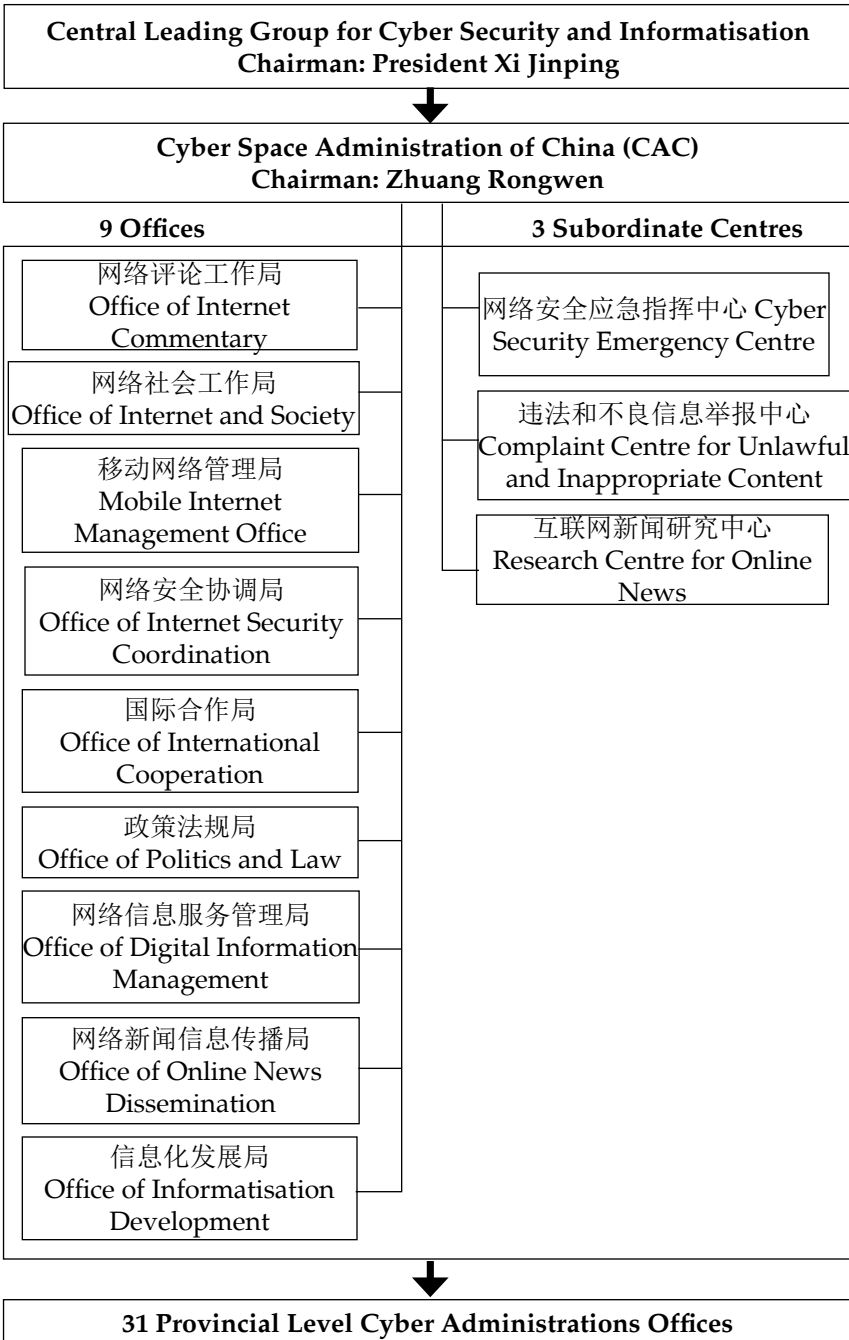 Central Leading Group for Cyber Security and Informatisation
Chairman: President Xi Jinping
Cyber Space Administration of China (CAC)
Chairman: Zhuang Rongwen
9 Offices
网络评论工作局
Office of Internet
Commentary
网络社会工作局
Office of Internet and Society
移动网络管理局
Mobile Internet
Management Office
网络安全协调局
Office of Internet Security
Coordination
国际合作局
Office of International
Cooperation
政策法规局
Office of Politics and Law
网络信息服务管理局
Office of Digital Information
Management
网络新闻信息传播局
Office of Online News
Dissemination
信息化发展局
Office of Informatisation
Development
3 Subordinate Centres
网络安全应急指挥中心 Cyber
Security Emergency Centre
违法和不良信息举报中心
Complaint Centre for Unlawful
and Inappropriate Content
互联网新闻研究中心
Research Centre for Online
News
31 Provincial Level Cyber Administrations Offices